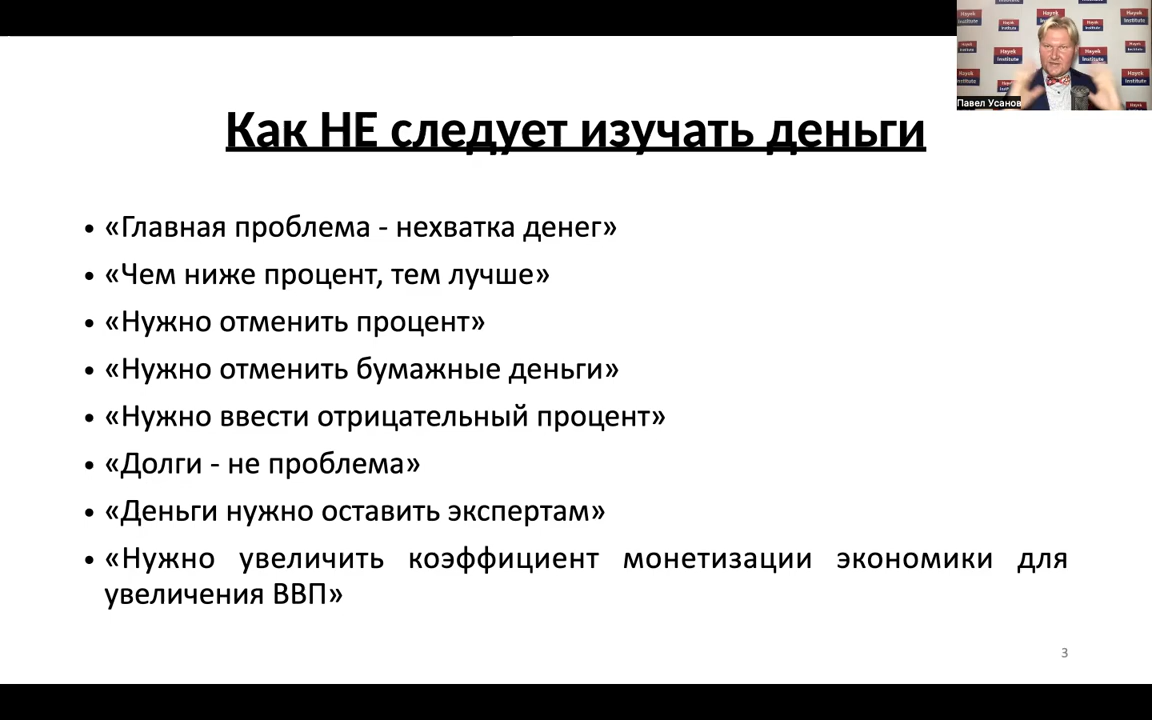 Как НЕ следует изучать деньги
• «Главная проблема - нехватка денег»
• «Чем ниже процент, тем лучше»
• «Нужно отменить процент»
• «Нужно отменить бумажные деньги»
• «Нужно ввести отрицательный процент»
• «Долги - не проблема»
• «Деньги нужно оставить экспертам»
• «Нужно увеличить коэффициент монетизации экономики для
увеличения ВВП»
3
Hayek Institute
Павел Усанов